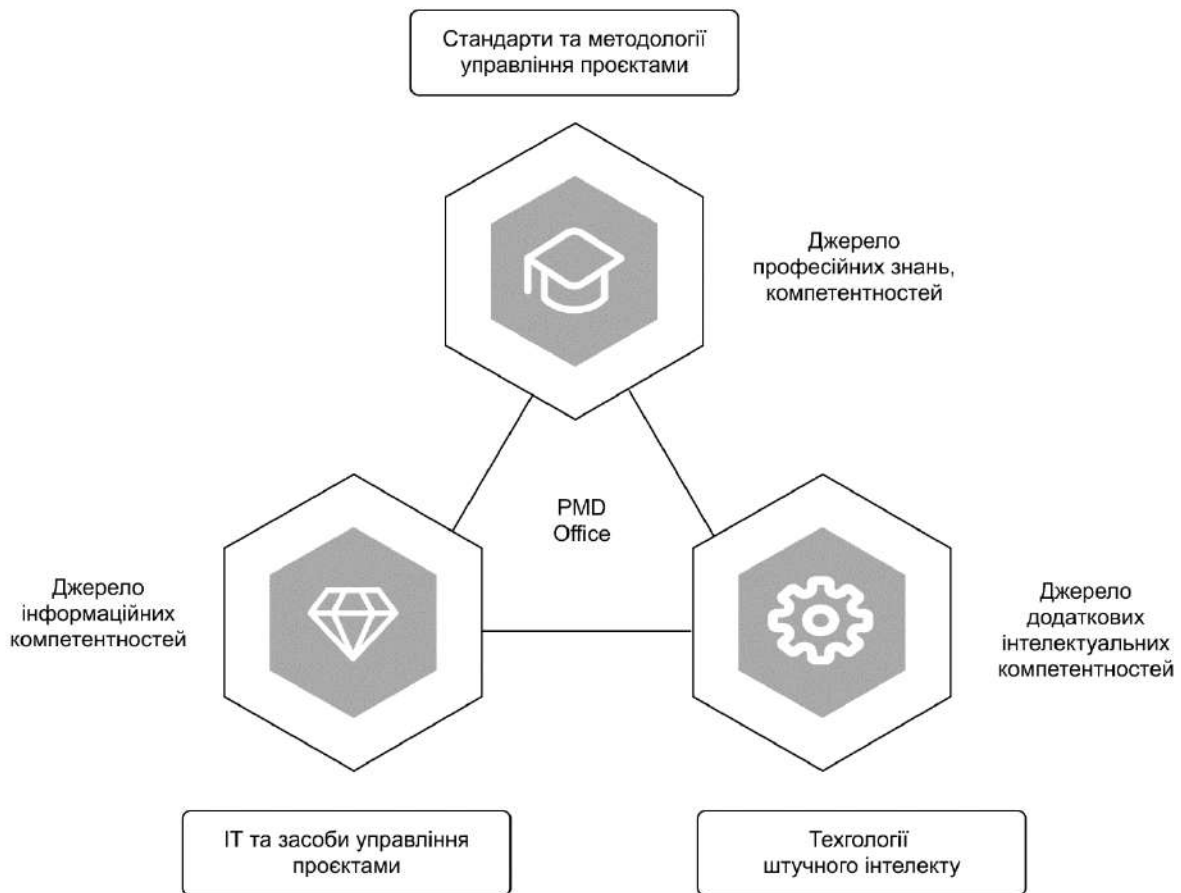 Стандарти та методології
управління проєктами
Джерело
професійних знань,
компетентностей
PMD
Office
Джерело
інформаційних
компетентностей
Джерело
додаткових
інтелектуальних
компетентностей
ІТ та засоби управління
проєктами
Техгології
штучного інтелекту